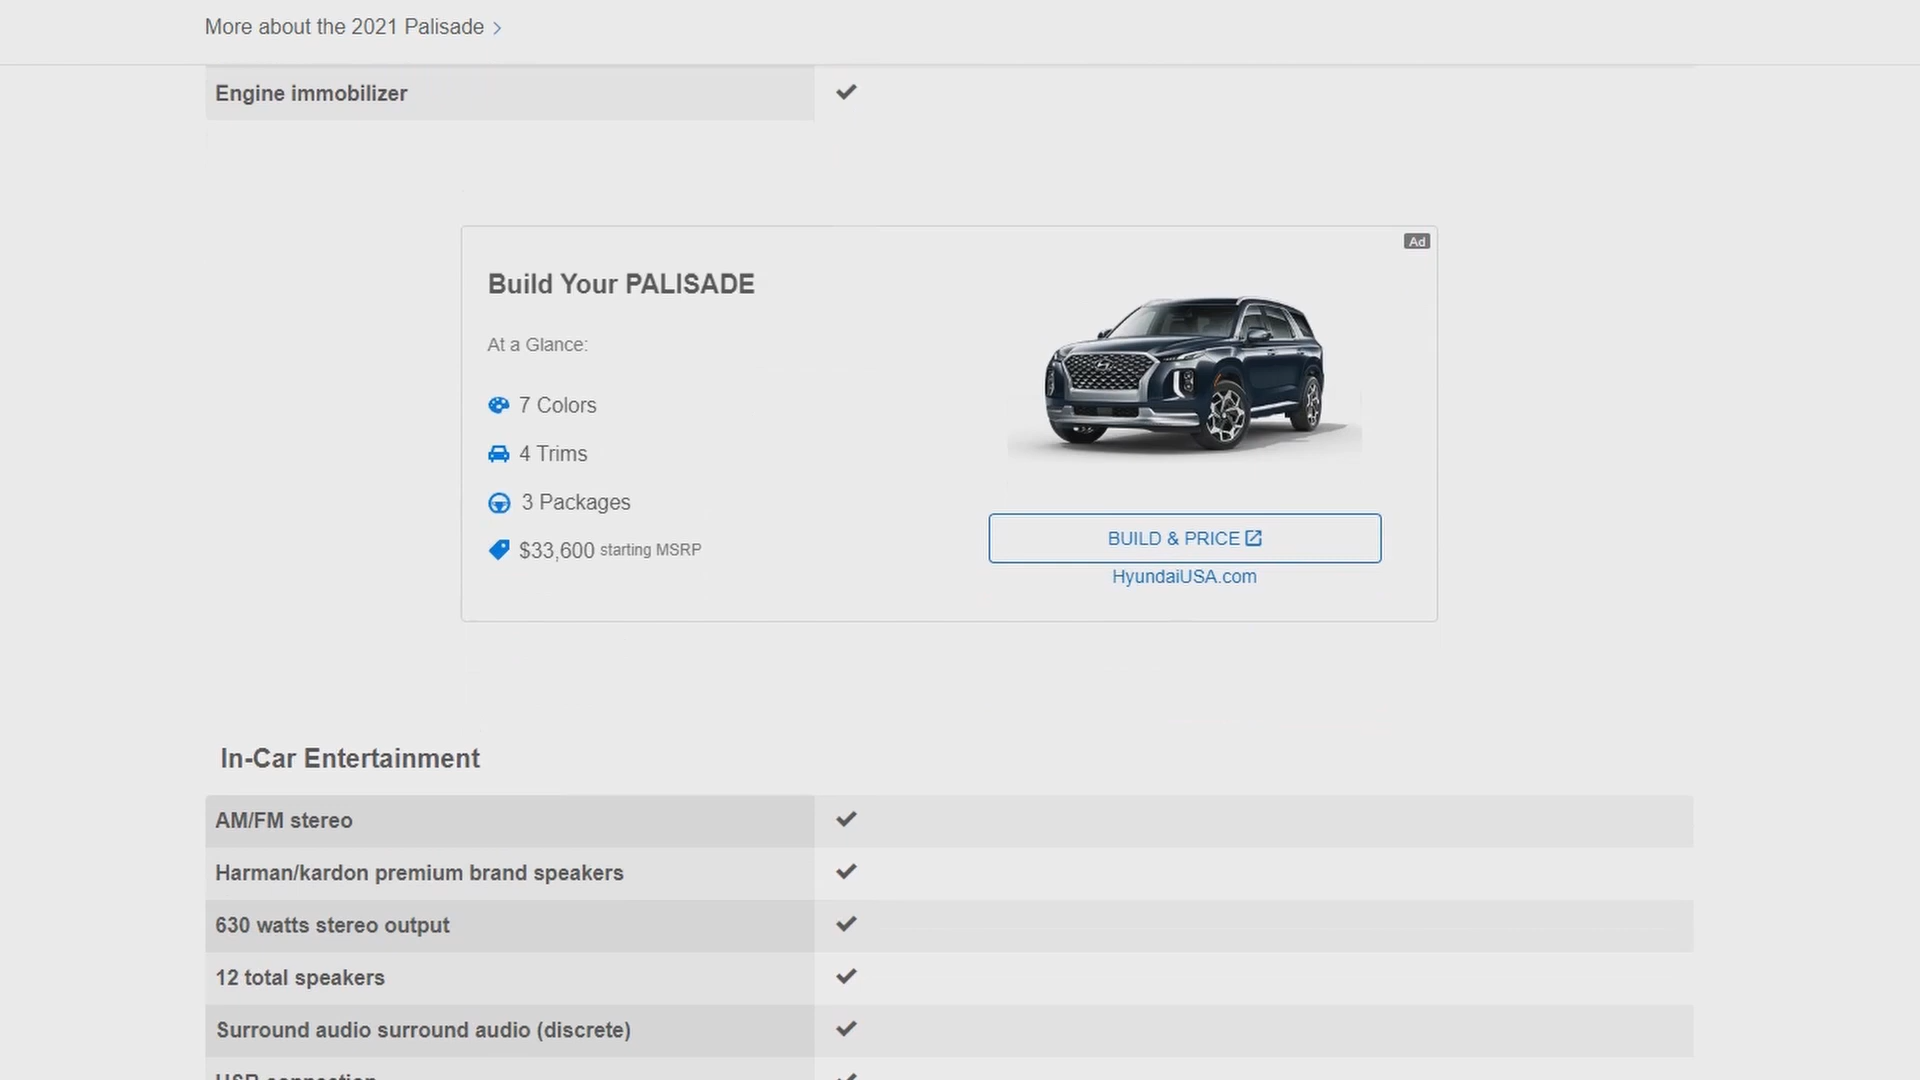 More about the 2021 Palisade
Engine immobilizer
Ad
Build Your PALISADE
At a Glance:
7 Colors
4 Trims
3 Packages
$33,600 starting MSRP
BUILD & PRICE
HyundaiUSA.com
In-Car Entertainment
AM/FM stereo
Harman/kardon premium brand speakers
630 watts stereo output
12 total speakers
Surround audio surround audio (discrete)
USB connection